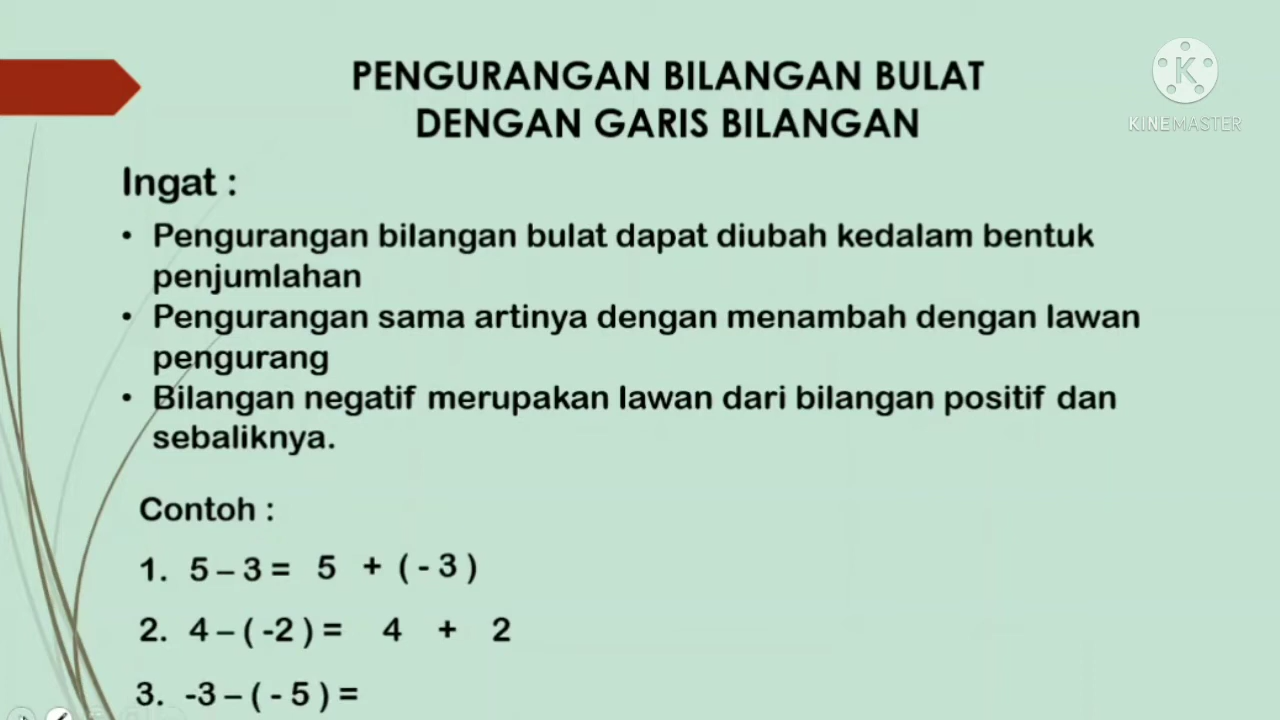 PENGURANGAN BILANGAN BULAT
DENGAN GARIS BILANGAN
KINEMASTER
Ingat :
• Pengurangan bilangan bulat dapat diubah kedalam bentuk
penjumlahan
• Pengurangan sama artinya dengan menambah dengan lawan
pengurang
• Bilangan negatif merupakan lawan dari bilangan positif dan
sebaliknya.
Contoh :
1. 5 – 3 = 5 + ( - 3 )
2. 4 – ( -2 ) = 4 + 2
3. -3 – ( - 5 ) =